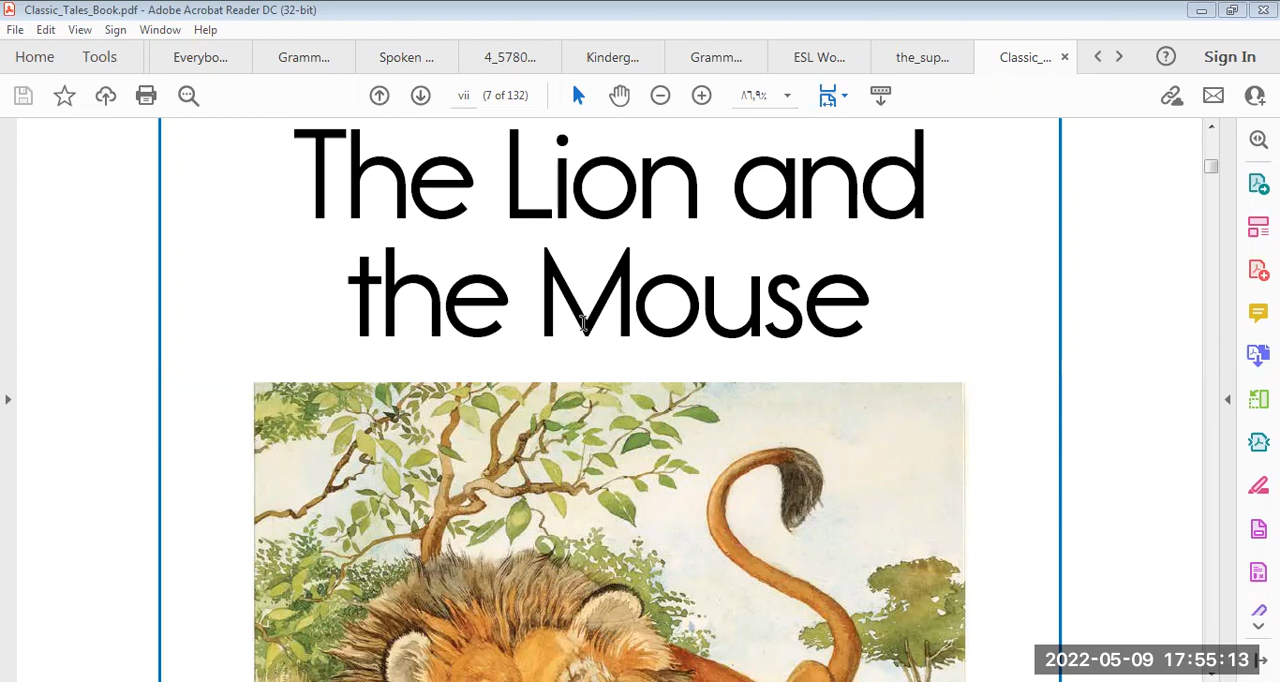 Classic_Tales_Book.pdf - Adobe Acrobat Reader DC (32-bit)
File Edit View Sign Window Help
Home Tools Everybo... Gramm... Spoken ... 4_5780... Kinderg... Gramm... ESL Wo... the_sup... Classic_... Sign In
vii (7 of 132) ٨٦,٩%
The Lion and
the Mouse
2022-05-09 17:55:13